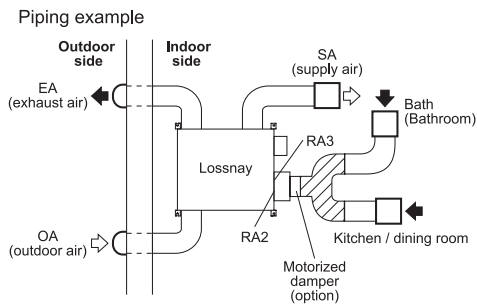 Piping example
Outdoor
side
Indoor
side
SA
(supply air)
EA
(exhaust air)
Bath
(Bathroom)
RA3
Lossnay
OA
(outdoor air)
RA2
Kitchen / dining room
Motorized
damper
(option)